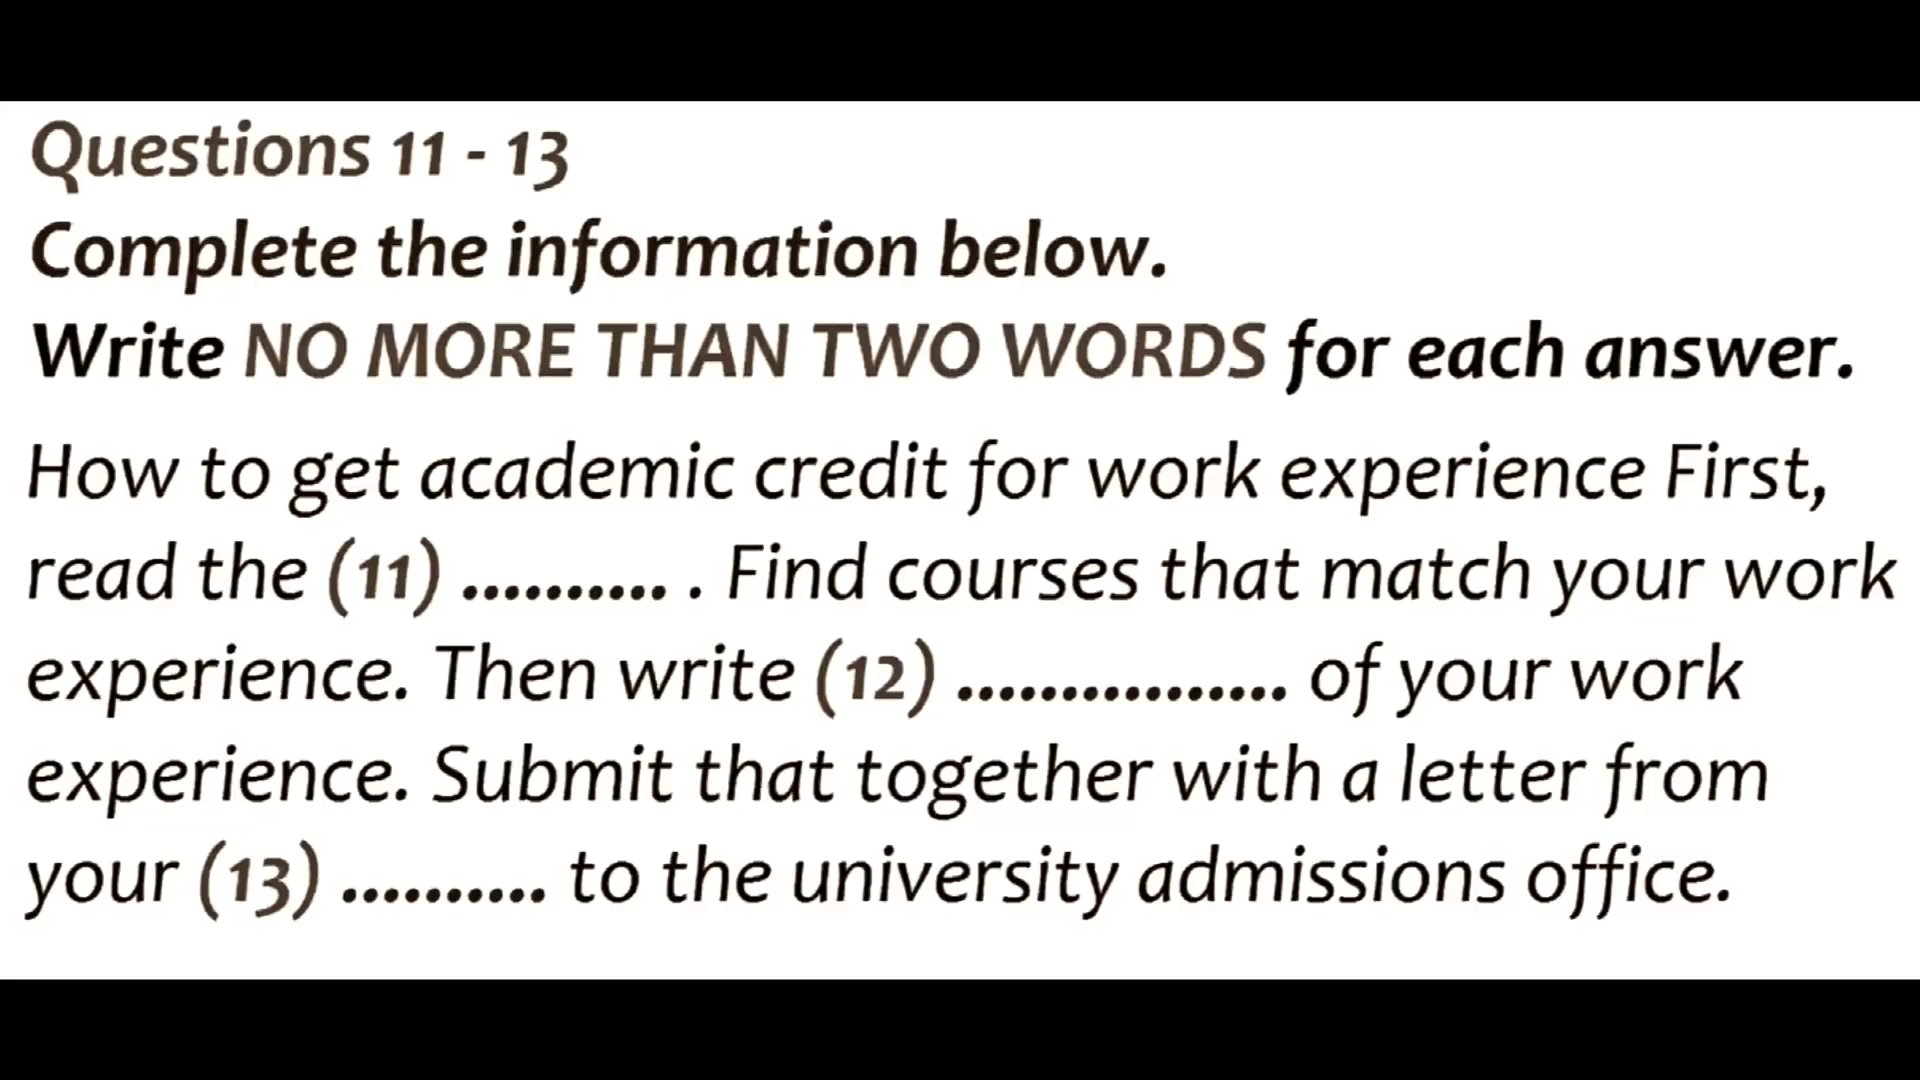 Questions 11 - 13
Complete the information below.
Write NO MORE THAN TWO WORDS for each answer.
How to get academic credit for work experience First,
read the (11) .......... . Find courses that match your work
experience. Then write (12) ................ of your work
experience. Submit that together with a letter from
your (13) .......... to the university admissions office.